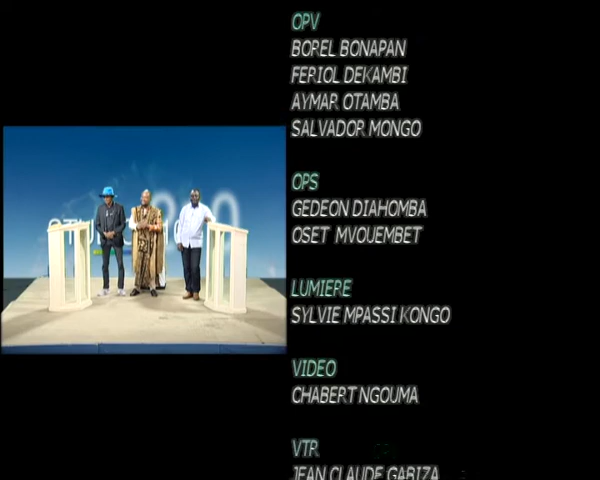 OPV
BOREL BONAPAN
FERIOL DEKAMBI
AYMAR OTAMBA
SALVADOR MONGO
OPS
GEDEON DIAHOMBA
OSET MVOUEMBET
LUMIERE
SYLVIE MPASSI KONGO
VIDEO
CHABERT NGOUMA
VTR
JEAN CLAUDE GABIZA